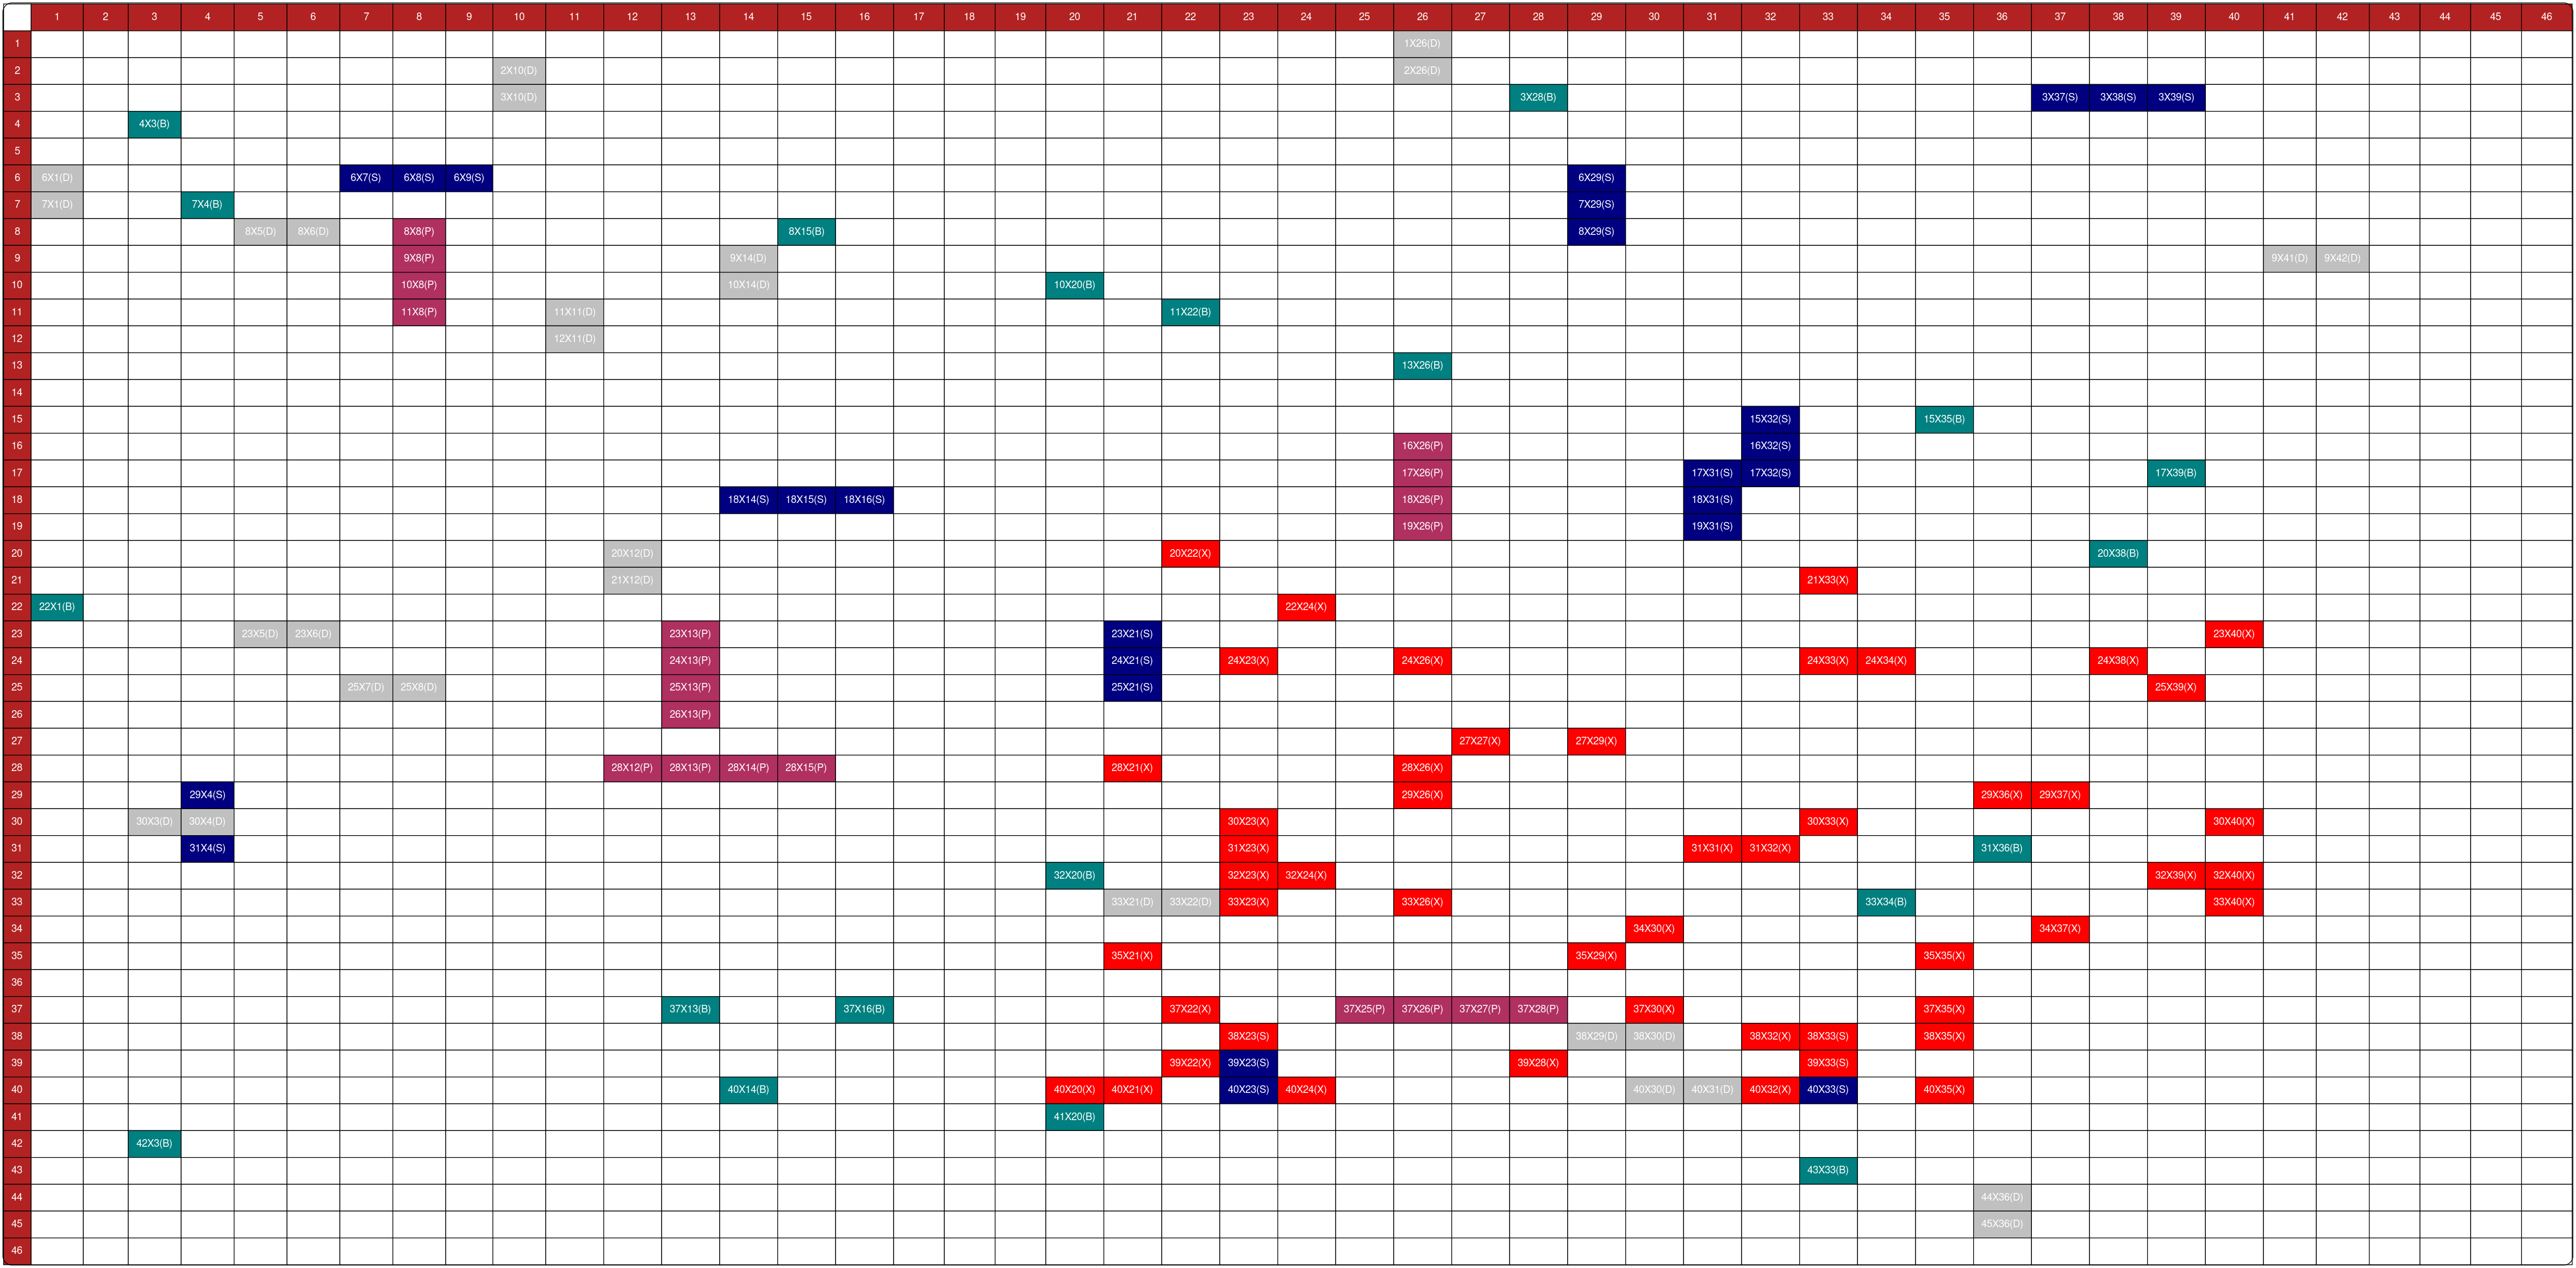 1 2 3 4 5 6 7 8 9 10 11 12 13 14 15 16 17 18 19 20 21 22 23 24 25 26 27 28 29 30 31 32 33 34 35 36 37 38 39 40 41 42 43 44 45 46
1 1X26(D)
2 2X10(D) 2X26(D)
3 3X10(D) 3X28(B) 3X37(S) 3X38(S) 3X39(S)
4 4X3(B)
5
6 6X1(D) 6X7(S) 6X8(S) 6X9(S) 6X29(S)
7 7X1(D) 7X4(B) 7X29(S)
8 8X5(D) 8X6(D) 8X8(P) 8X15(B) 8X29(S)
9 9X8(P) 9X14(D) 9X41(D) 9X42(D)
10 10X8(P) 10X14(D) 10X20(B)
11 11X8(P) 11X11(D) 11X22(B)
12 12X11(D)
13 13X26(B)
14
15 15X32(S) 15X35(B)
16 16X26(P) 16X32(S)
17 17X26(P) 17X31(S) 17X32(S) 17X39(B)
18 18X14(S) 18X15(S) 18X16(S) 18X26(P) 18X31(S)
19 19X26(P) 19X31(S)
20 20X12(D) 20X22(X) 20X38(B)
21 21X12(D) 21X33(X)
22 22X1(B) 22X24(X)
23 23X5(D) 23X6(D) 23X13(P) 23X21(S) 23X40(X)
24 24X13(P) 24X21(S) 24X23(X) 24X26(X) 24X33(X) 24X34(X) 24X38(X)
25 25X7(D) 25X8(D) 25X13(P) 25X21(S) 25X39(X)
26 26X13(P)
27 27X27(X) 27X29(X)
28 28X12(P) 28X13(P) 28X14(P) 28X15(P) 28X21(X) 28X26(X)
29 29X4(S) 29X26(X) 29X36(X) 29X37(X)
30 30X3(D) 30X4(D) 30X23(X) 30X33(X) 30X40(X)
31 31X4(S) 31X23(X) 31X31(X) 31X32(X) 31X36(B)
32 32X20(B) 32X23(X) 32X24(X) 32X39(X) 32X40(X)
33 33X21(D) 33X22(D) 33X23(X) 33X26(X) 33X34(B) 33X40(X)
34 34X30(X) 34X37(X)
35 35X21(X) 35X29(X) 35X35(X)
36
37 37X13(B) 37X16(B) 37X22(X) 37X25(P) 37X26(P) 37X27(P) 37X28(P) 37X30(X) 37X35(X)
38 38X23(S) 38X29(D) 38X30(D) 38X32(X) 38X33(S) 38X35(X)
39 39X22(X) 39X23(S) 39X28(X) 39X33(S)
40 40X14(B) 40X20(X) 40X21(X) 40X23(S) 40X24(X) 40X30(D) 40X31(D) 40X32(X) 40X33(S) 40X35(X)
41 41X20(B)
42 42X3(B)
43 43X33(B)
44 44X36(D)
45 45X36(D)
46